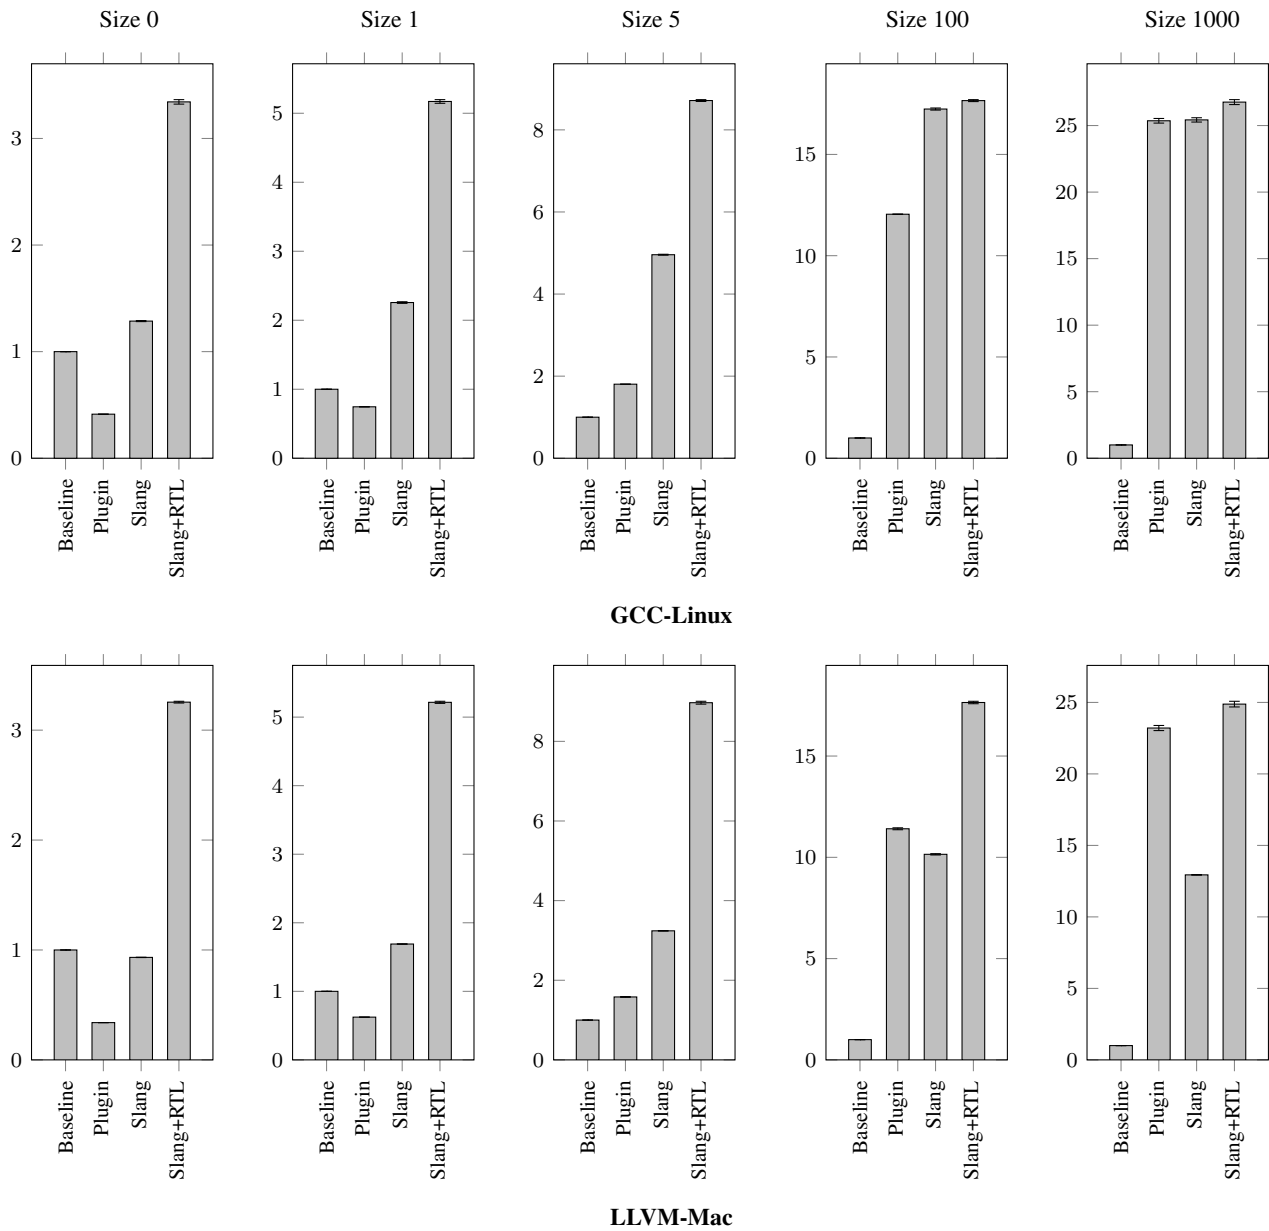 Size 0 Size 1 Size 5 Size 100 Size 1000
3
2
1
0
Baseline
Plugin
Slang
Slang+RTL
5
4
3
2
1
0
Baseline
Plugin
Slang
Slang+RTL
8
6
4
2
0
Baseline
Plugin
Slang
Slang+RTL
15
10
5
0
Baseline
Plugin
Slang
Slang+RTL
25
20
15
10
5
0
Baseline
Plugin
Slang
Slang+RTL
GCC-Linux
3
2
1
0
Baseline
Plugin
Slang
Slang+RTL
5
4
3
2
1
0
Baseline
Plugin
Slang
Slang+RTL
8
6
4
2
0
Baseline
Plugin
Slang
Slang+RTL
15
10
5
0
Baseline
Plugin
Slang
Slang+RTL
25
20
15
10
5
0
Baseline
Plugin
Slang
Slang+RTL
LLVM-Mac